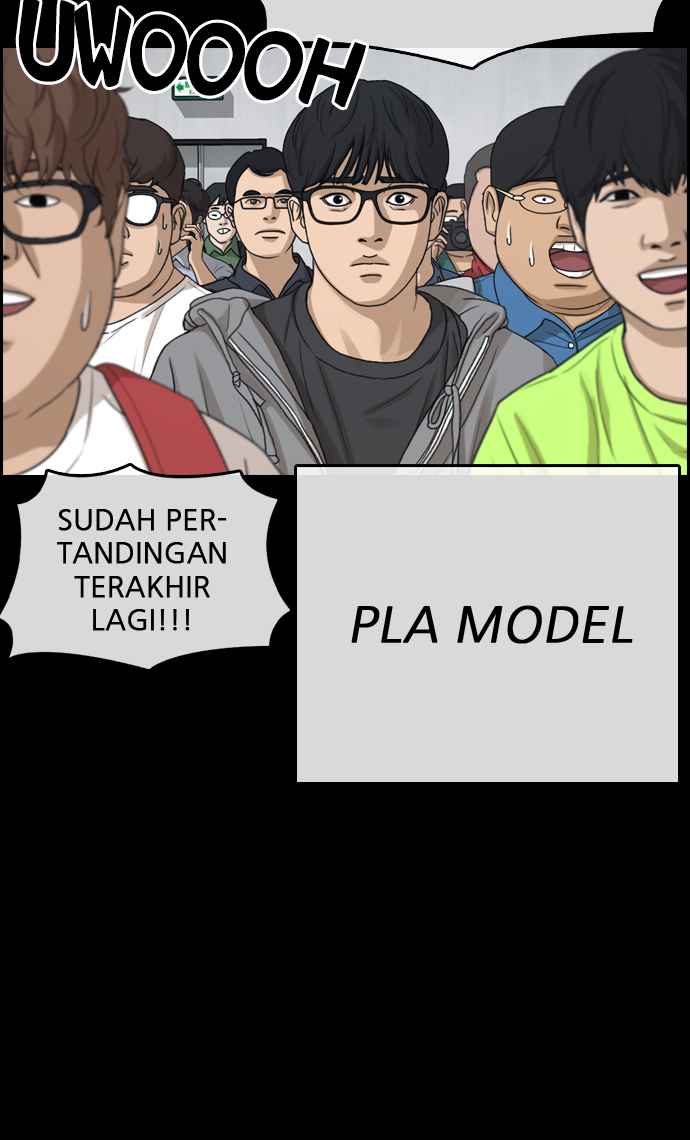 UWOOOH
SUDAH PER-
TANDINGAN
TERAKHIR
LAGI!!!
PLA MODEL